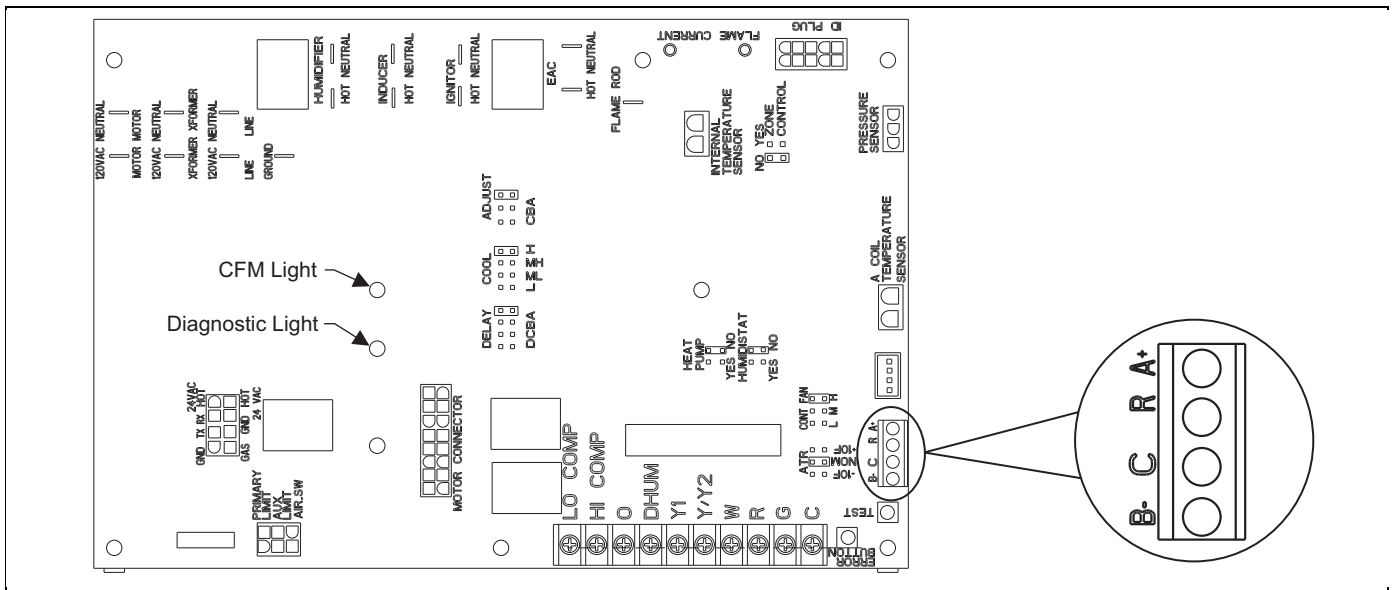 120VAC NEUTRAL
MOTOR MOTOR
120VAC NEUTRAL
XFORMER XFORMER
120VAC NEUTRAL
LINE LINE
GROUND
HUMIDIFIER
HOT NEUTRAL
INDUCER
HOT NEUTRAL
IGNITOR
HOT NEUTRAL
EAC
HOT NEUTRAL
FLAME ROD
FLAME CURRENT
ID PLUG
INTERNAL
TEMPERATURE
SENSOR
NO YES
ZONE
CONTROL
PRESSURE
SENSOR
ADJUST
CBA
COOL
H
MH
ML
L
DELAY
DCBA
CFM Light
Diagnostic Light
A COIL
TEMPERATURE
SENSOR
HEAT
PUMP
YES NO
HUMIDISTAT
YES NO
24VAC
GND TX RX HOT
GAS GND HOT
24 VAC
MOTOR CONNECTOR
CONT FAN
L M H
ATR
-10F
NOM
+10F
B- C R A+
B- C R A+
PRIMARY
LIMIT
AUX
LIMIT
AIR_SW
LO COMP
HI COMP
O
DHUM
Y1
Y/Y2
W
R
G
C
TEST
ERROR
BUTTON